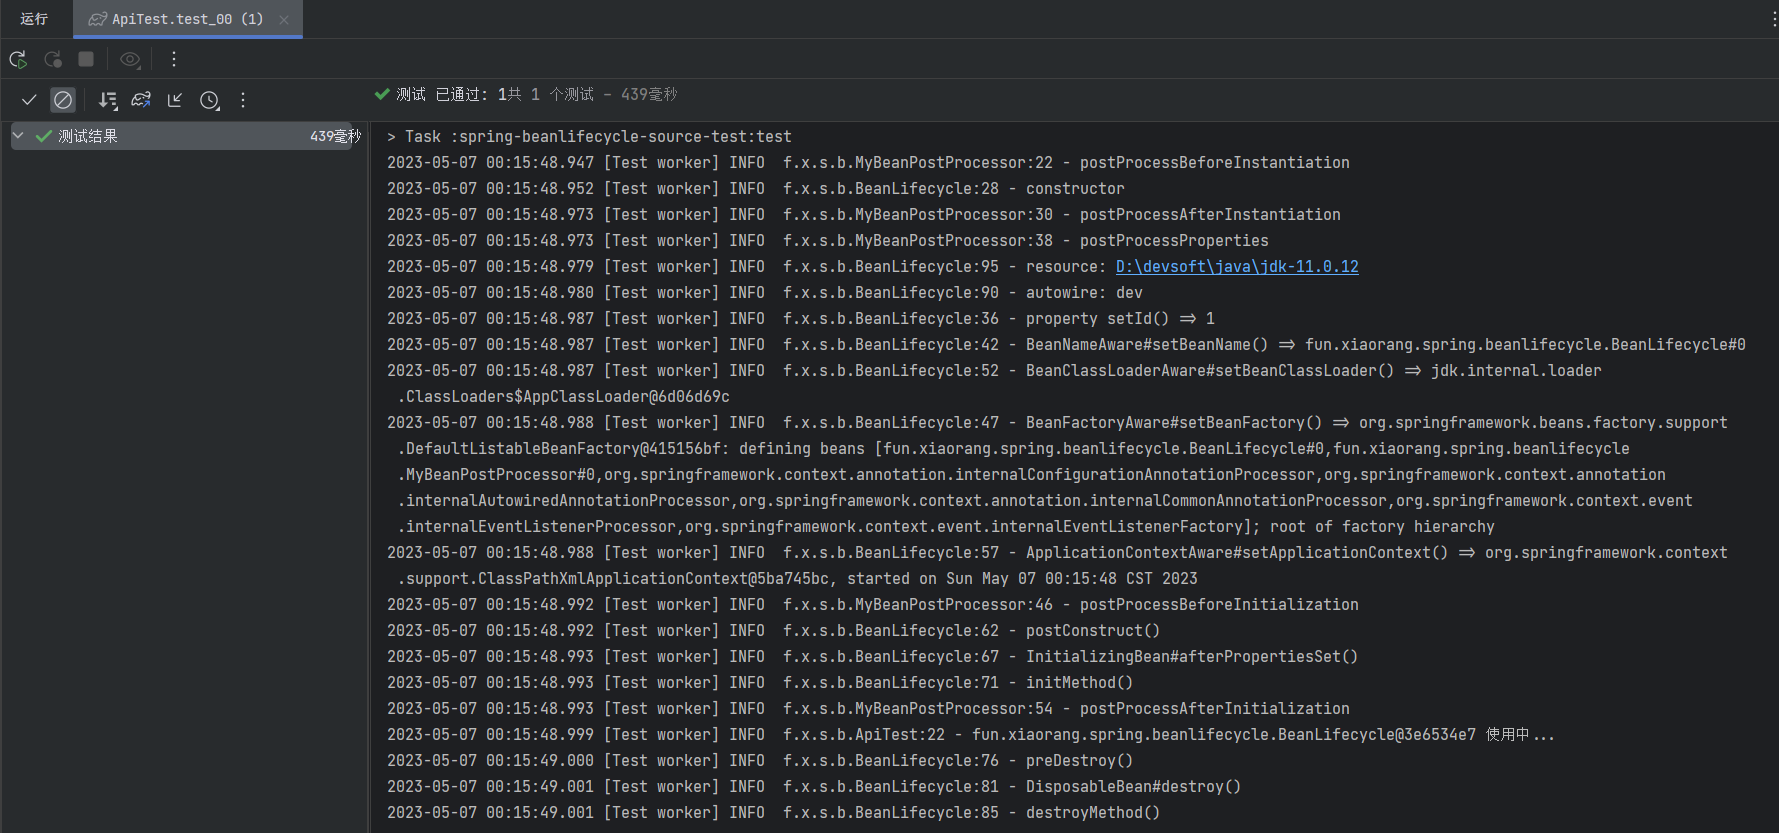 运行
ApiTest.test_00 (1)
测试 已通过: 1共 1 个测试 – 439毫秒
测试结果 439毫秒
> Task :spring-beanlifecycle-source-test:test
2023-05-07 00:15:48.947 [Test worker] INFO  f.x.s.b.MyBeanPostProcessor:22 - postProcessBeforeInstantiation
2023-05-07 00:15:48.952 [Test worker] INFO  f.x.s.b.BeanLifecycle:28 - constructor
2023-05-07 00:15:48.973 [Test worker] INFO  f.x.s.b.MyBeanPostProcessor:30 - postProcessAfterInstantiation
2023-05-07 00:15:48.973 [Test worker] INFO  f.x.s.b.MyBeanPostProcessor:38 - postProcessProperties
2023-05-07 00:15:48.979 [Test worker] INFO  f.x.s.b.BeanLifecycle:95 - resource: D:\devsoft\java\jdk-11.0.12
2023-05-07 00:15:48.980 [Test worker] INFO  f.x.s.b.BeanLifecycle:90 - autowire: dev
2023-05-07 00:15:48.987 [Test worker] INFO  f.x.s.b.BeanLifecycle:36 - property setId() => 1
2023-05-07 00:15:48.987 [Test worker] INFO  f.x.s.b.BeanLifecycle:42 - BeanNameAware#setBeanName() => fun.xiaorang.spring.beanlifecycle.BeanLifecycle#0
2023-05-07 00:15:48.987 [Test worker] INFO  f.x.s.b.BeanLifecycle:52 - BeanClassLoaderAware#setBeanClassLoader() => jdk.internal.loader
.ClassLoaders$AppClassLoader@6d06d69c
2023-05-07 00:15:48.988 [Test worker] INFO  f.x.s.b.BeanLifecycle:47 - BeanFactoryAware#setBeanFactory() => org.springframework.beans.factory.support
.DefaultListableBeanFactory@415156bf: defining beans [fun.xiaorang.spring.beanlifecycle.BeanLifecycle#0,fun.xiaorang.spring.beanlifecycle
.MyBeanPostProcessor#0,org.springframework.context.annotation.internalConfigurationAnnotationProcessor,org.springframework.context.annotation
.internalAutowiredAnnotationProcessor,org.springframework.context.annotation.internalCommonAnnotationProcessor,org.springframework.context.event
.internalEventListenerProcessor,org.springframework.context.event.internalEventListenerFactory]; root of factory hierarchy
2023-05-07 00:15:48.988 [Test worker] INFO  f.x.s.b.BeanLifecycle:57 - ApplicationContextAware#setApplicationContext() => org.springframework.context
.support.ClassPathXmlApplicationContext@5ba745bc, started on Sun May 07 00:15:48 CST 2023
2023-05-07 00:15:48.992 [Test worker] INFO  f.x.s.b.MyBeanPostProcessor:46 - postProcessBeforeInitialization
2023-05-07 00:15:48.992 [Test worker] INFO  f.x.s.b.BeanLifecycle:62 - postConstruct()
2023-05-07 00:15:48.993 [Test worker] INFO  f.x.s.b.BeanLifecycle:67 - InitializingBean#afterPropertiesSet()
2023-05-07 00:15:48.993 [Test worker] INFO  f.x.s.b.BeanLifecycle:71 - initMethod()
2023-05-07 00:15:48.993 [Test worker] INFO  f.x.s.b.MyBeanPostProcessor:54 - postProcessAfterInitialization
2023-05-07 00:15:48.999 [Test worker] INFO  f.x.s.b.ApiTest:22 - fun.xiaorang.spring.beanlifecycle.BeanLifecycle@3e6534e7 使用中...
2023-05-07 00:15:49.000 [Test worker] INFO  f.x.s.b.BeanLifecycle:76 - preDestroy()
2023-05-07 00:15:49.001 [Test worker] INFO  f.x.s.b.BeanLifecycle:81 - DisposableBean#destroy()
2023-05-07 00:15:49.001 [Test worker] INFO  f.x.s.b.BeanLifecycle:85 - destroyMethod()